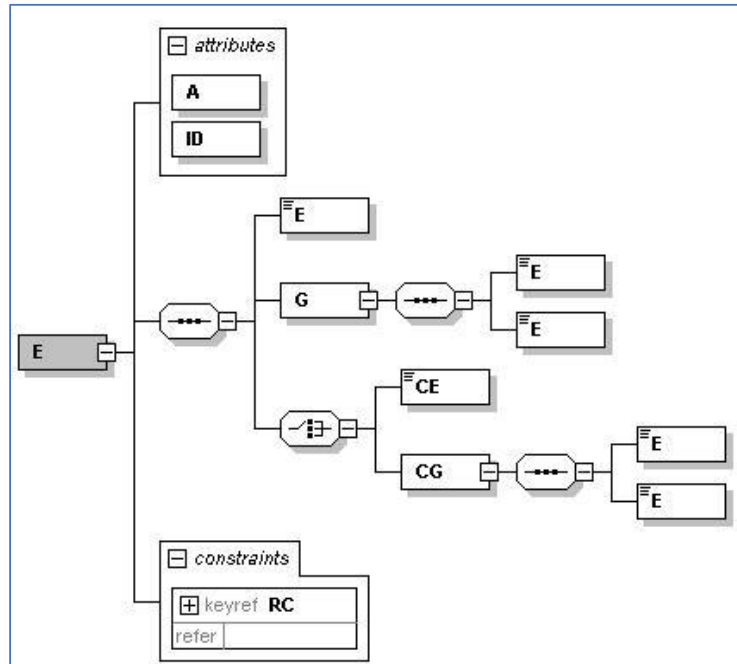 attributes
A
ID
E
G
E
E
E
CE
CG
E
E
constraints
keyref RC
refer